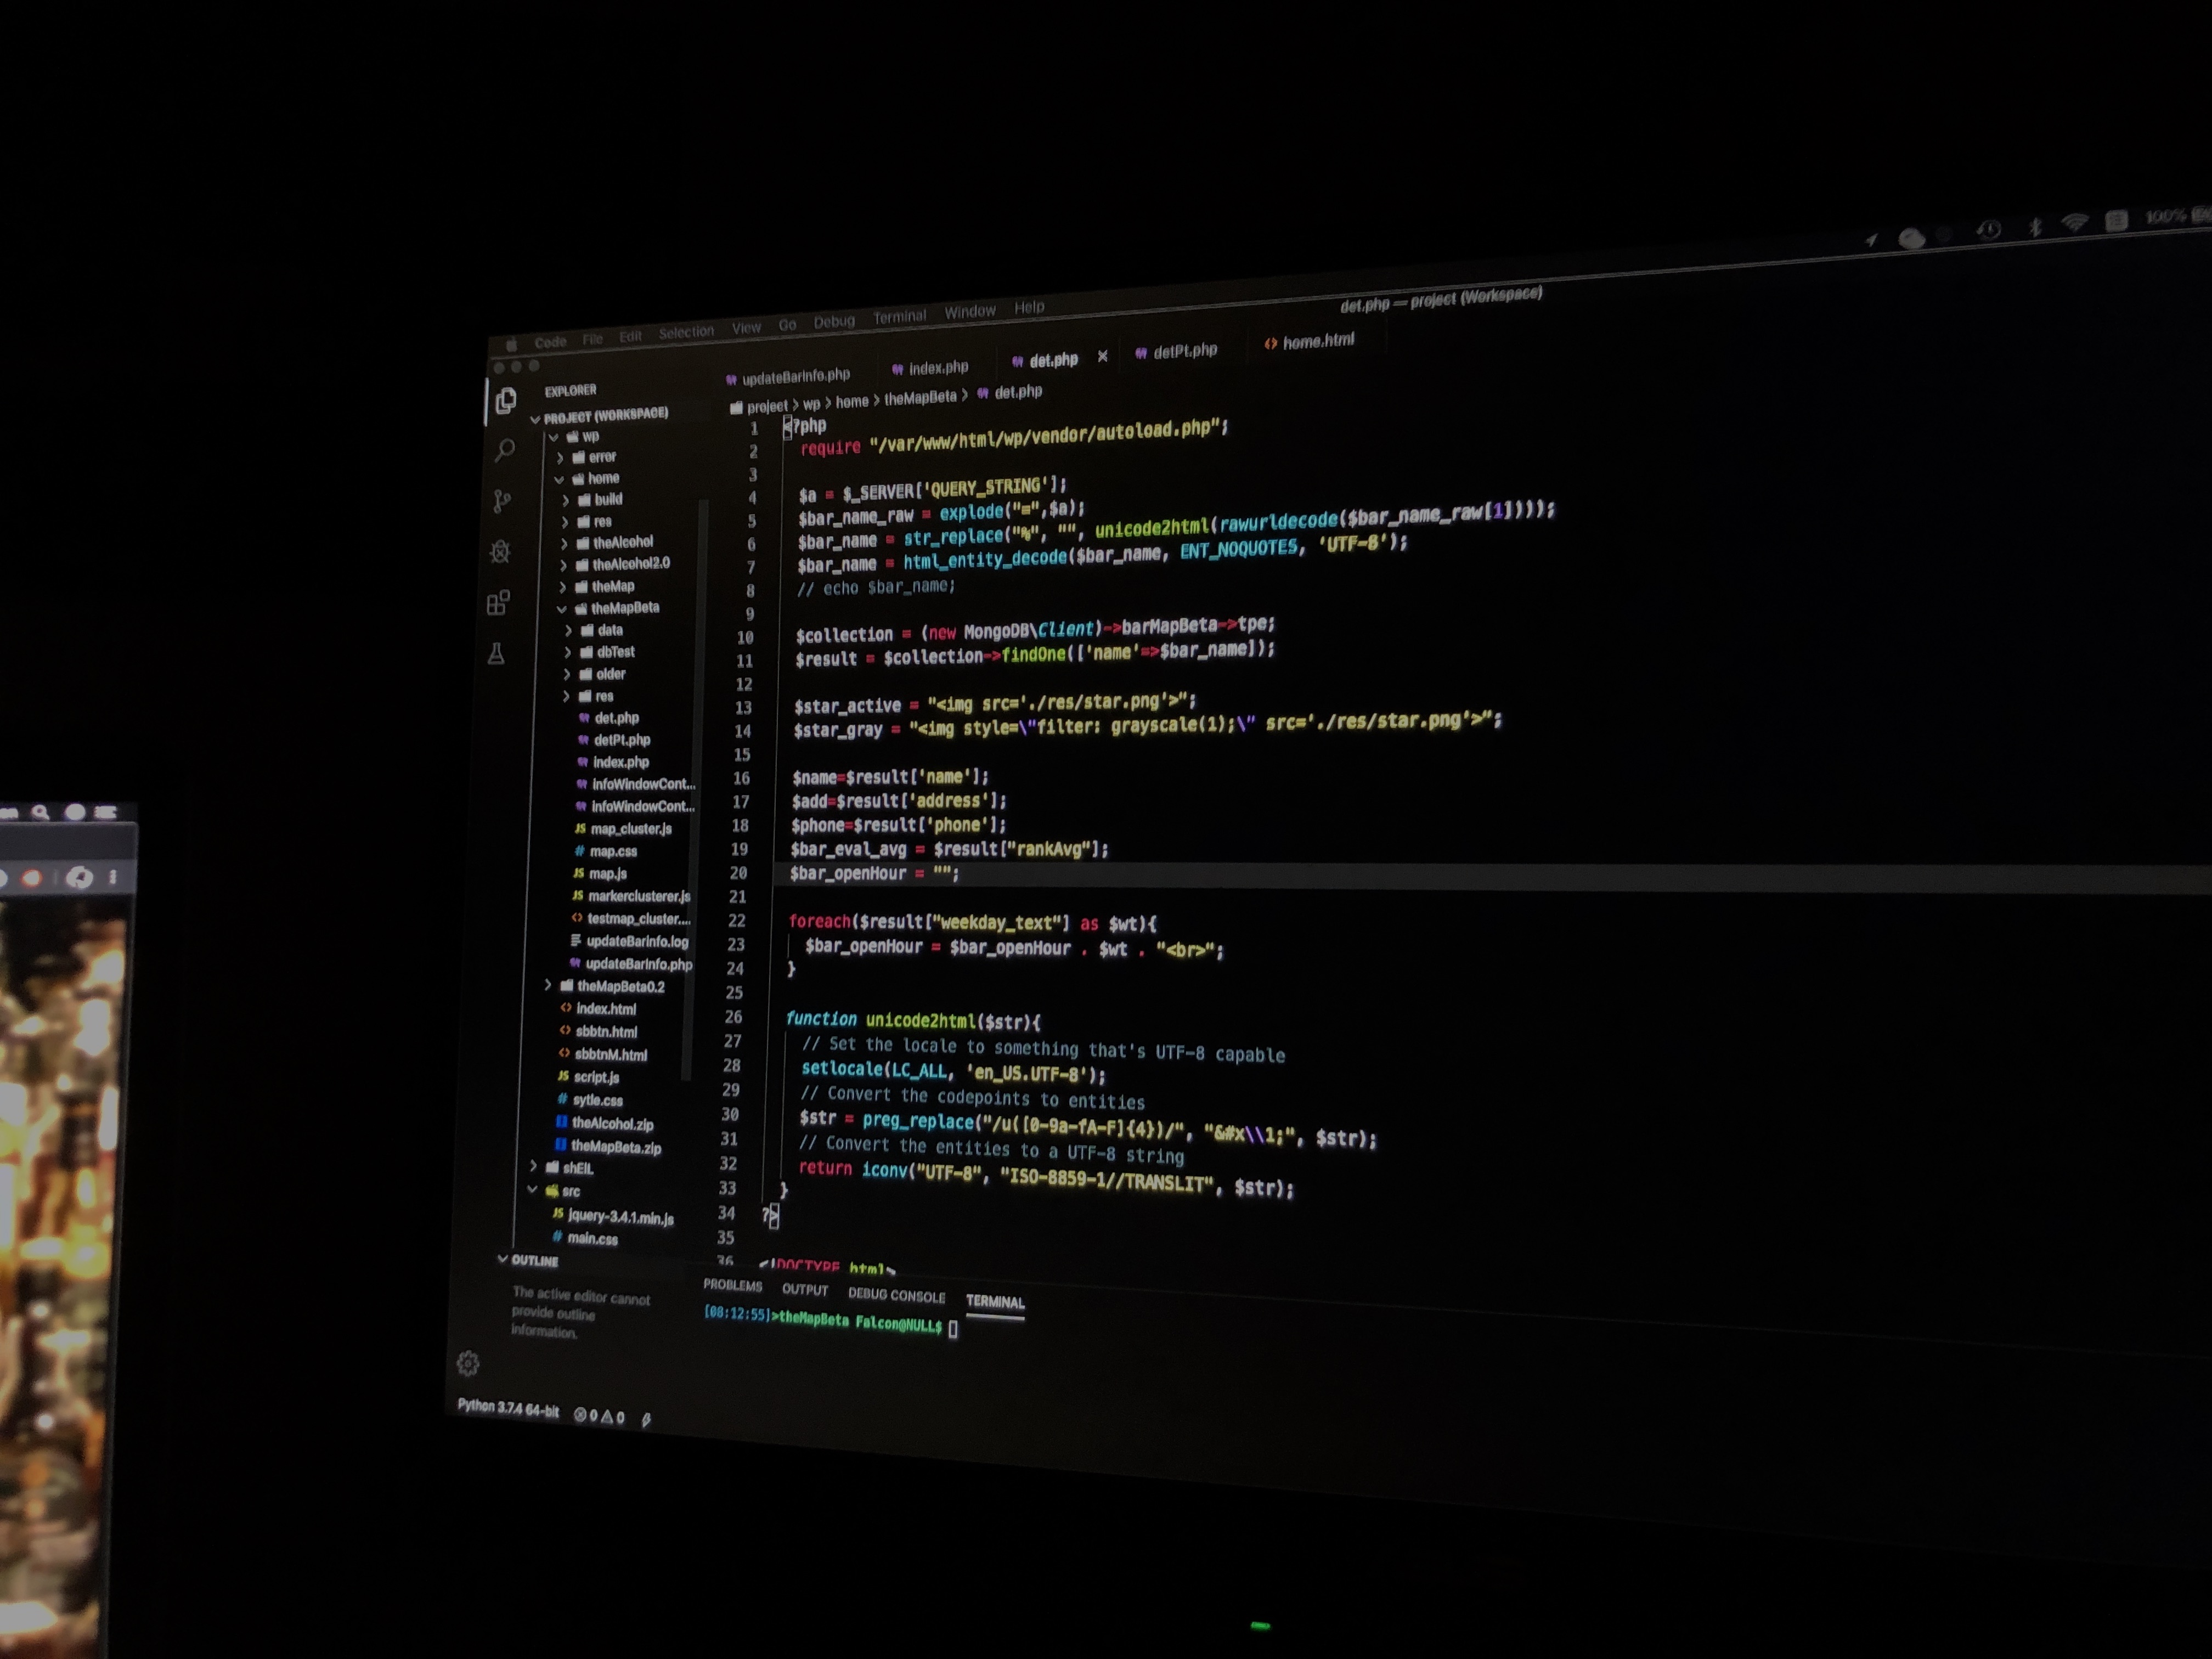 100%
Code File Edit Selection View Go Debug Terminal Window Help
det.php — project (Workspace)
EXPLORER
PROJECT (WORKSPACE)
wp
error
home
build
res
theAlcohol
theAlcohol2.0
theMap
theMapBeta
data
dbTest
older
res
det.php
detPt.php
index.php
infoWindowCont...
infoWindowCont...
map_cluster.js
map.css
map.js
markerclusterer.js
testmap_cluster....
updateBarInfo.log
updateBarInfo.php
theMapBeta0.2
index.html
sbbtn.html
sbbtnM.html
script.js
sytle.css
theAlcohol.zip
theMapBeta.zip
shElL
src
jquery-3.4.1.min.js
main.css
OUTLINE
The active editor cannot
provide outline
information.
updateBarInfo.php index.php det.php detPt.php home.html
project > wp > home > theMapBeta > det.php
1 <?php
2 require "/var/www/html/wp/vendor/autoload.php";
3
4 $a = $_SERVER['QUERY_STRING'];
5 $bar_name_raw = explode("=",$a);
6 $bar_name = str_replace("%", "", unicode2html(rawurldecode($bar_name_raw[1])));
7 $bar_name = html_entity_decode($bar_name, ENT_NOQUOTES, 'UTF-8');
8 // echo $bar_name;
9
10 $collection = (new MongoDB\Client)->barMapBeta->tpe;
11 $result = $collection->findOne(['name'=>$bar_name]);
12
13 $star_active = "<img src='./res/star.png'>";
14 $star_gray = "<img style=\"filter: grayscale(1);\" src='./res/star.png'>";
15
16 $name=$result['name'];
17 $add=$result['address'];
18 $phone=$result['phone'];
19 $bar_eval_avg = $result["rankAvg"];
20 $bar_openHour = "";
21
22 foreach($result["weekday_text"] as $wt){
23 $bar_openHour = $bar_openHour . $wt . "<br>";
24 }
25
26 function unicode2html($str){
27 // Set the locale to something that's UTF-8 capable
28 setlocale(LC_ALL, 'en_US.UTF-8');
29 // Convert the codepoints to entities
30 $str = preg_replace("/u([0-9a-fA-F]{4})/", "&#x\\1;", $str);
31 // Convert the entities to a UTF-8 string
32 return iconv("UTF-8", "ISO-8859-1//TRANSLIT", $str);
33 }
34 ?>
35
36 <!DOCTYPE html>
PROBLEMS OUTPUT DEBUG CONSOLE TERMINAL
[08:12:55]>theMapBeta Falcon@NULL$
Python 3.7.4 64-bit 0 0